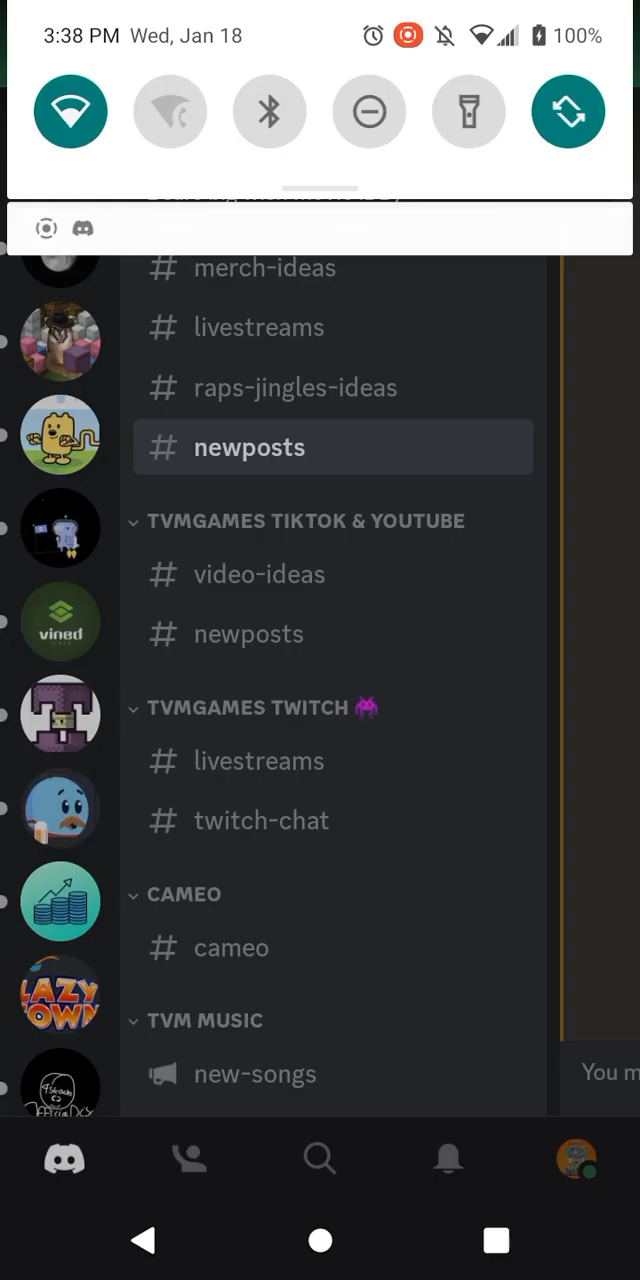 3:38 PM Wed, Jan 18 100%
merch-ideas
livestreams
raps-jingles-ideas
newposts
TVMGAMES TIKTOK & YOUTUBE
video-ideas
newposts
vined
TVMGAMES TWITCH 👾
livestreams
twitch-chat
CAMEO
cameo
LAZY
TOWN
TVM MUSIC
new-songs
You m